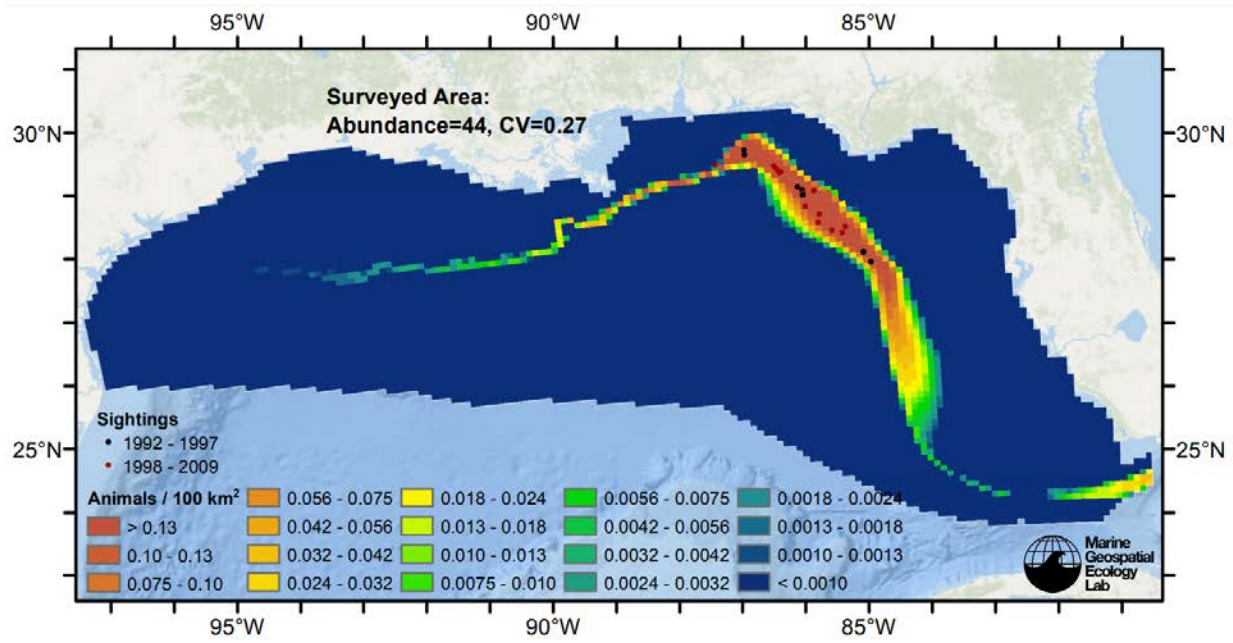 95°W 90°W 85°W
Surveyed Area:
Abundance=44, CV=0.27
30°N 30°N
25°N 25°N
Sightings
1992 - 1997
1998 - 2009
Animals / 100 km²
> 0.13
0.10 - 0.13
0.075 - 0.10
0.056 - 0.075
0.042 - 0.056
0.032 - 0.042
0.024 - 0.032
0.018 - 0.024
0.013 - 0.018
0.010 - 0.013
0.0075 - 0.010
0.0056 - 0.0075
0.0042 - 0.0056
0.0032 - 0.0042
0.0024 - 0.0032
0.0018 - 0.0024
0.0013 - 0.0018
0.0010 - 0.0013
< 0.0010
Marine
Geospatial
Ecology
Lab
95°W 90°W 85°W